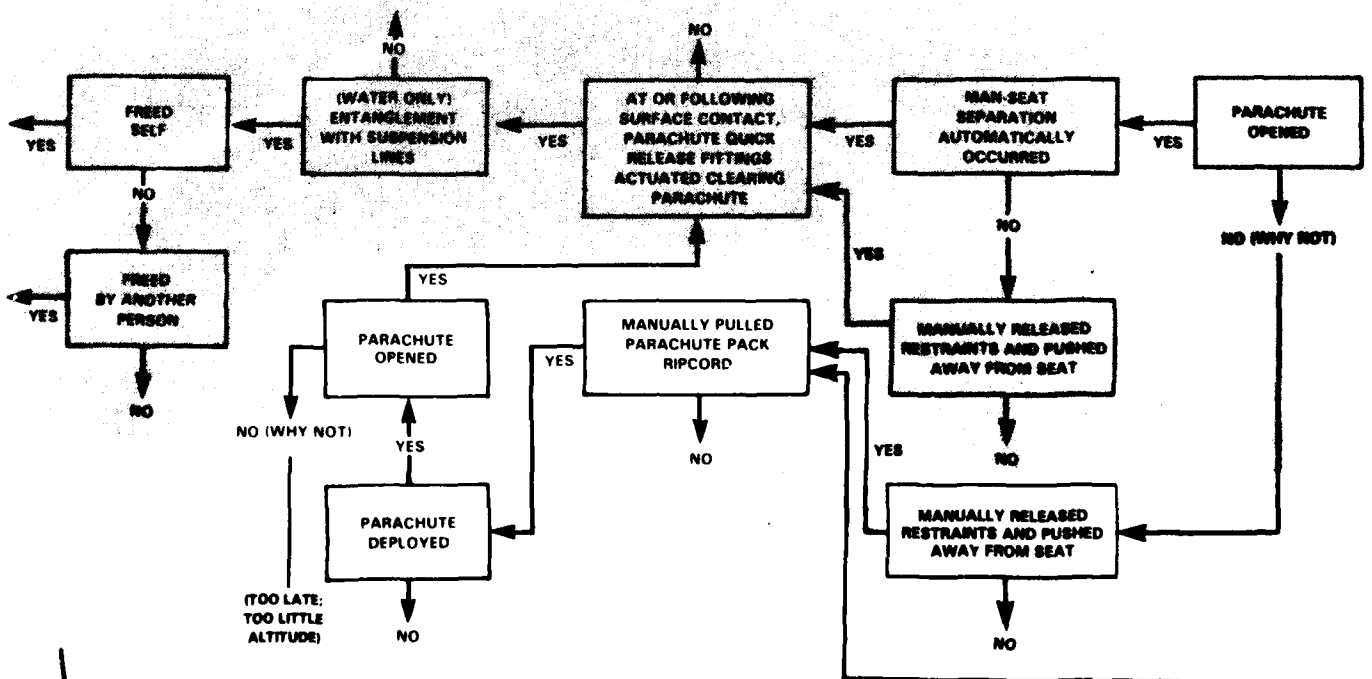 NO
NO
FREED
SELF
(WATER ONLY)
ENTANGLEMENT
WITH SUSPENSION
LINES
AT OR FOLLOWING
SURFACE CONTACT,
PARACHUTE QUICK
RELEASE FITTINGS
ACTUATED CLEARING
PARACHUTE
MAN-SEAT
SEPARATION
AUTOMATICALLY
OCCURRED
PARACHUTE
OPENED
YES
YES
YES
YES
YES
NO
NO
NO (WHY NOT)
YES
FREED
BY ANOTHER
PERSON
YES
NO
YES
PARACHUTE
OPENED
YES
MANUALLY PULLED
PARACHUTE PACK
RIPCORD
MANUALLY RELEASED
RESTRAINTS AND PUSHED
AWAY FROM SEAT
NO (WHY NOT)
YES
NO
YES
NO
PARACHUTE
DEPLOYED
MANUALLY RELEASED
RESTRAINTS AND PUSHED
AWAY FROM SEAT
(TOO LATE;
TOO LITTLE
ALTITUDE)
NO
NO